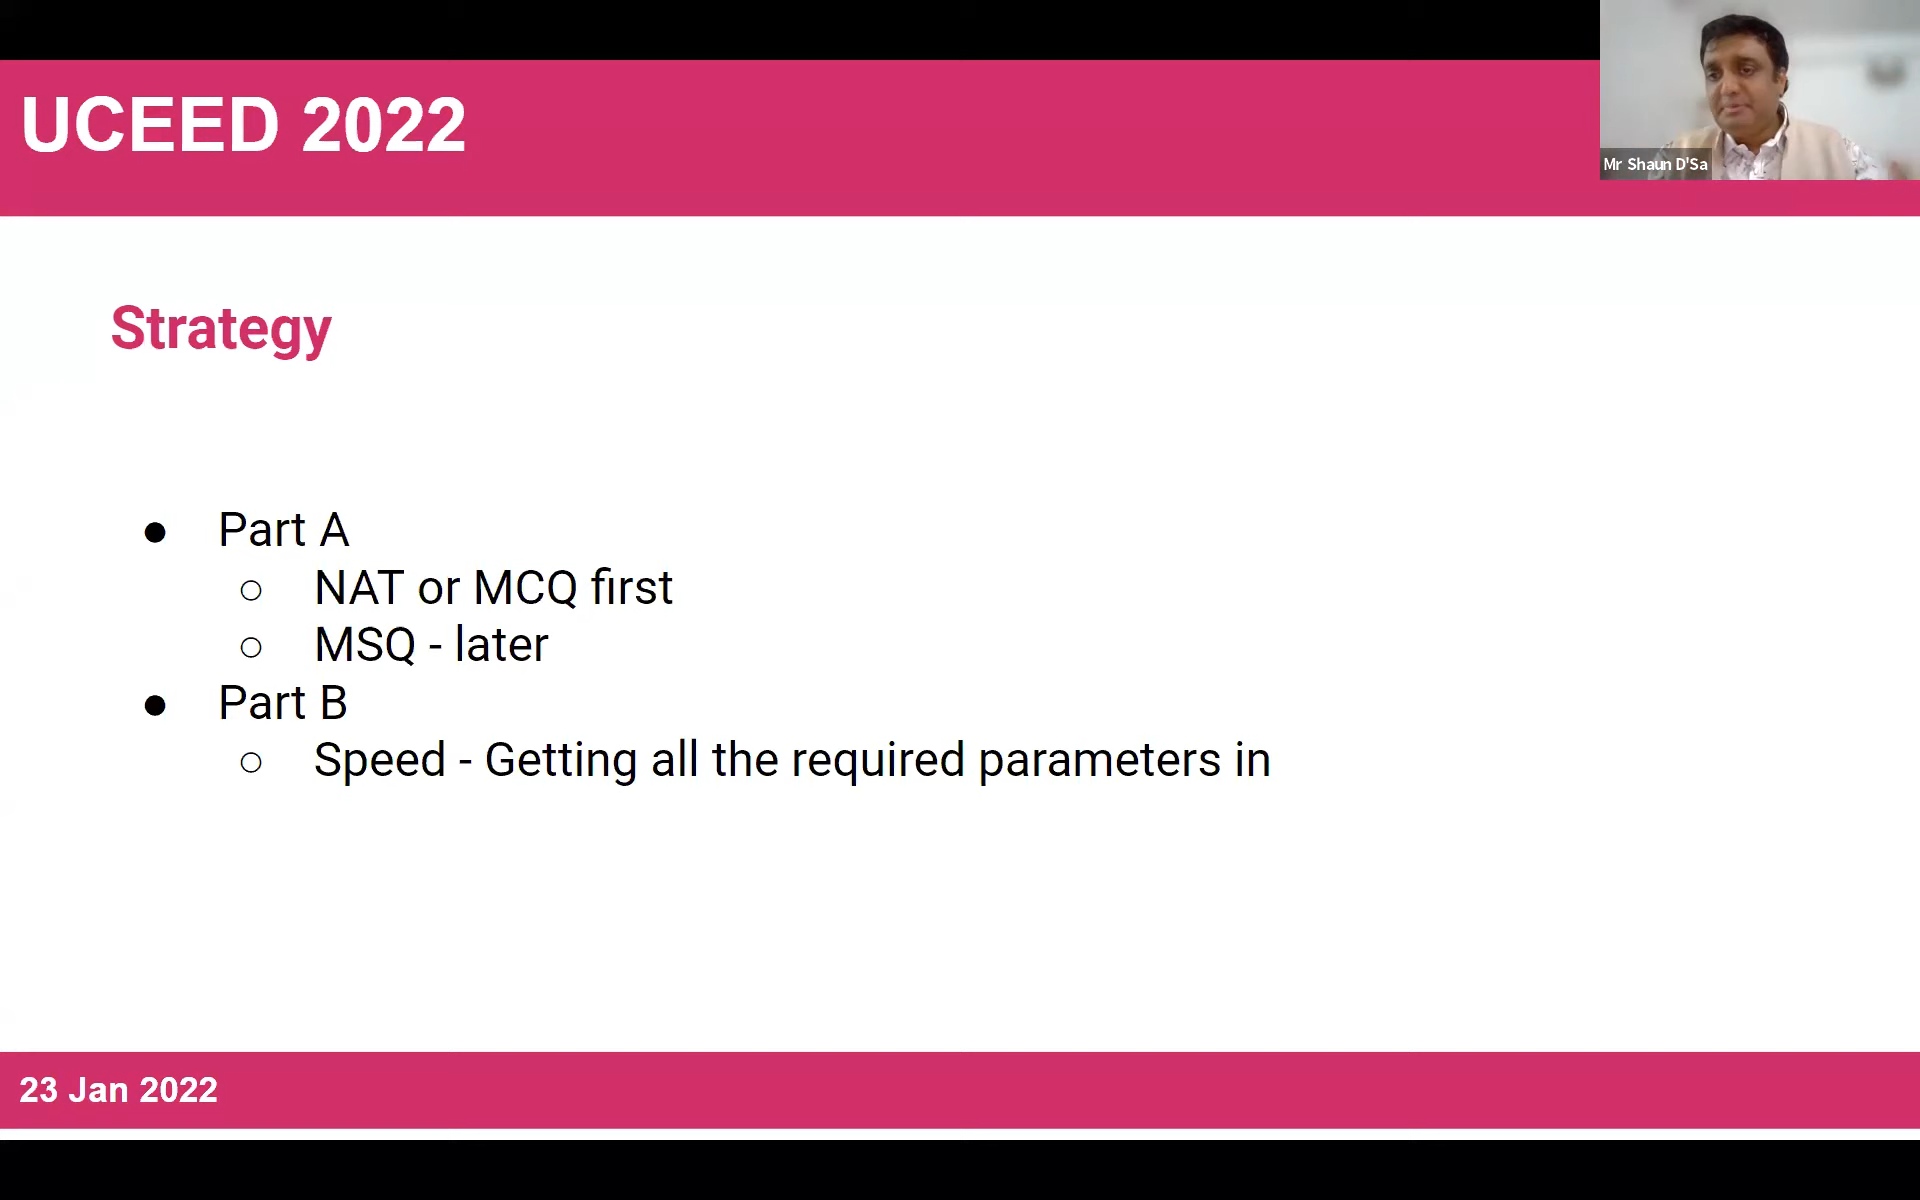 UCEED 2022
Mr Shaun D'Sa
Strategy
● Part A
○ NAT or MCQ first
○ MSQ - later
● Part B
○ Speed - Getting all the required parameters in
23 Jan 2022